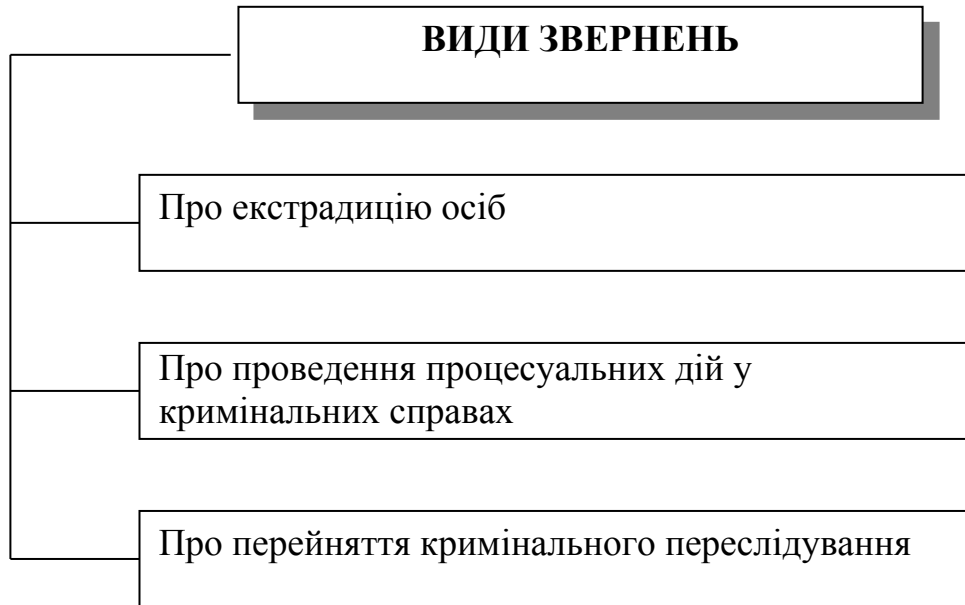 ВИДИ ЗВЕРНЕНЬ
Про екстрадицію осіб
Про проведення процесуальних дій у
кримінальних справах
Про перейняття кримінального переслідування